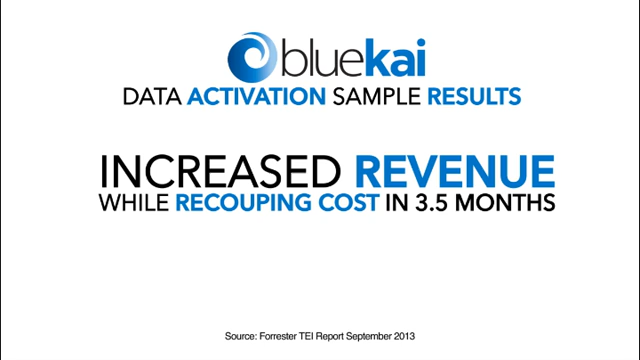 bluekai
DATA ACTIVATION SAMPLE RESULTS
INCREASED REVENUE
WHILE RECOUPING COST IN 3.5 MONTHS
Source: Forrester TEI Report September 2013